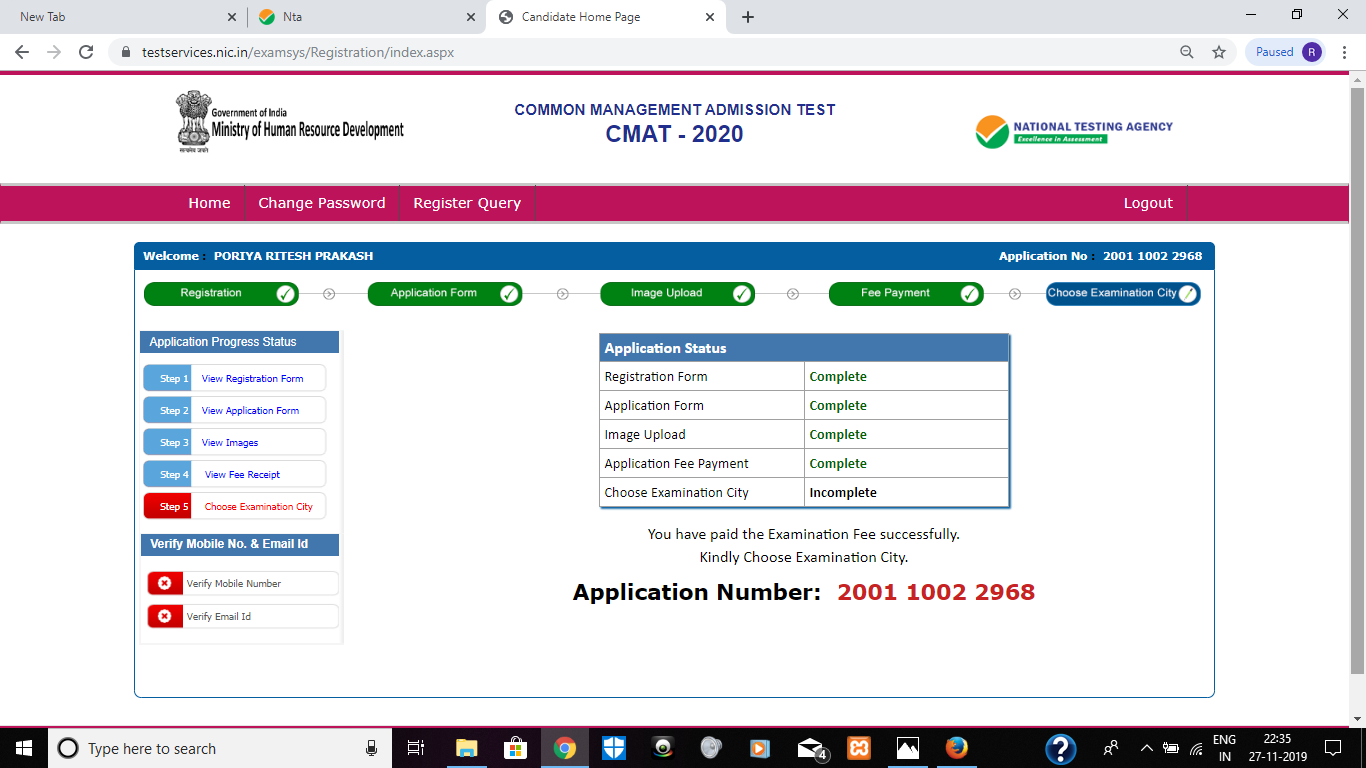 New Tab
Nta
Candidate Home Page
testservices.nic.in/examsys/Registration/index.aspx
Paused R
Government of India
Ministry of Human Resource Development
सत्यमेव जयते
COMMON MANAGEMENT ADMISSION TEST
CMAT - 2020
NATIONAL TESTING AGENCY
Excellence in Assessment
Home
Change Password
Register Query
Logout
Welcome : PORIYA RITESH PRAKASH
Application No : 2001 1002 2968
Registration
Application Form
Image Upload
Fee Payment
Choose Examination City
Application Progress Status
Step 1 View Registration Form
Step 2 View Application Form
Step 3 View Images
Step 4 View Fee Receipt
Step 5 Choose Examination City
Verify Mobile No. & Email Id
Verify Mobile Number
Verify Email Id
Application Status
Registration Form Complete
Application Form Complete
Image Upload Complete
Application Fee Payment Complete
Choose Examination City Incomplete
You have paid the Examination Fee successfully.
Kindly Choose Examination City.
Application Number: 2001 1002 2968
Type here to search
4
ENG
IN
22:35
27-11-2019